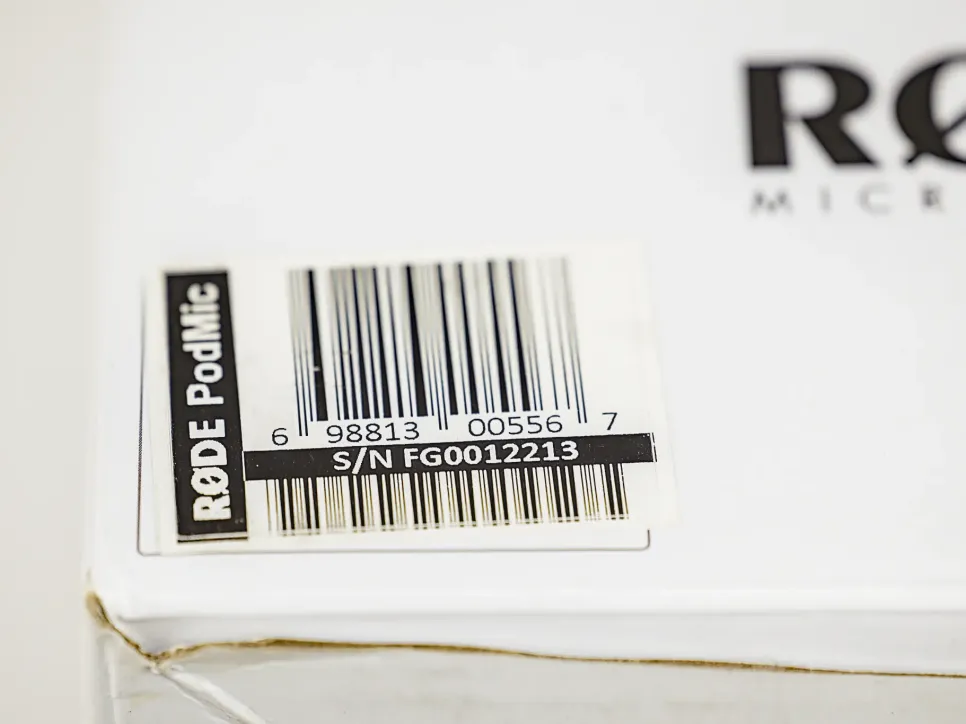 RØ
MICR
RØDE PodMic
6 98813 00556 7
S/N FG0012213